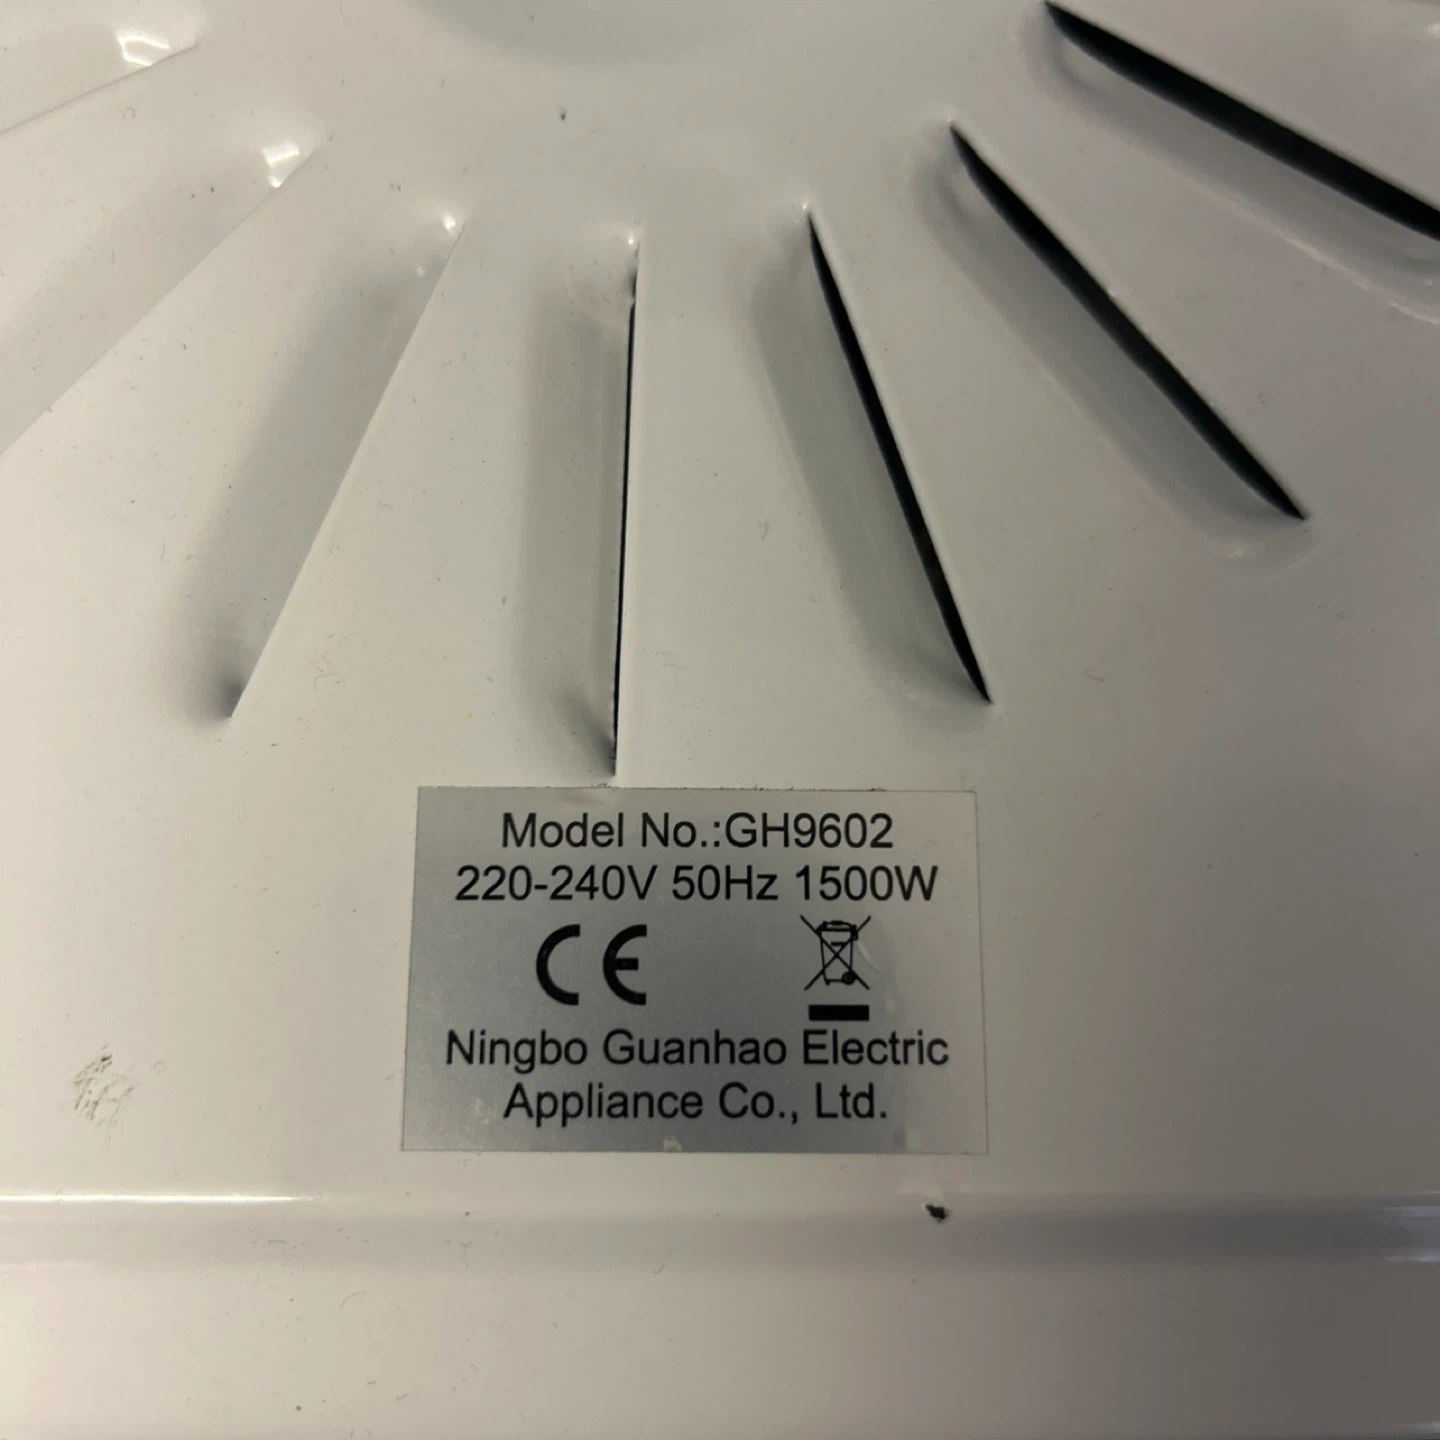 Model No.:GH9602
220-240V 50Hz 1500W
CE
Ningbo Guanhao Electric
Appliance Co., Ltd.